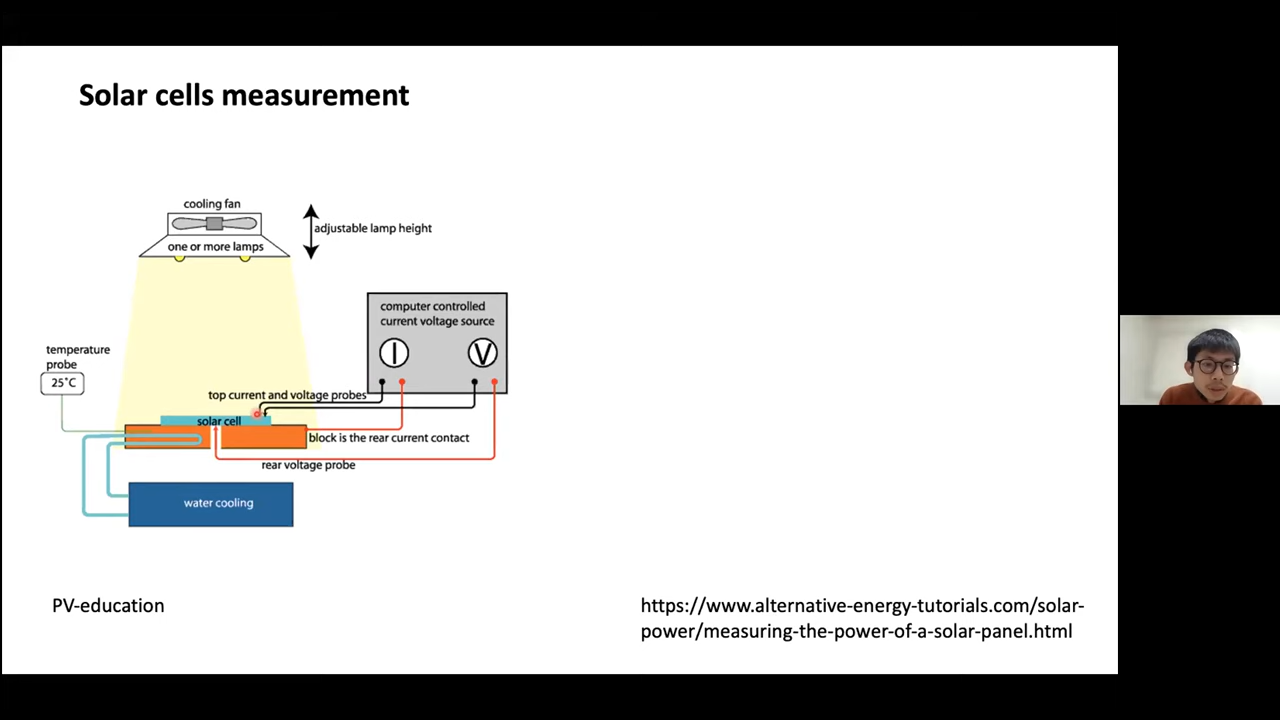 Solar cells measurement
cooling fan
one or more lamps
adjustable lamp height
computer controlled
current voltage source
I
V
temperature
probe
25°C
top current and voltage probes
solar cell
block is the rear current contact
rear voltage probe
water cooling
PV-education
https://www.alternative-energy-tutorials.com/solar-
power/measuring-the-power-of-a-solar-panel.html